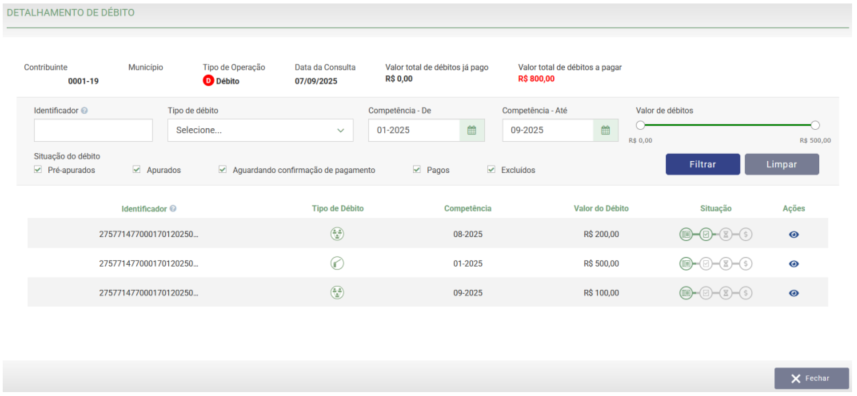 DETALHAMENTO DE DÉBITO
Contribuinte Município Tipo de Operação Data da Consulta Valor total de débitos já pago Valor total de débitos a pagar
0001-19 D Débito 07/09/2025 R$ 0,00 R$ 800,00
Identificador Tipo de débito Competência - De Competência - Até Valor de débitos
Selecione... 01-2025 09-2025
R$ 0,00 R$ 500,00
Situação do débito
Pré-apurados Apurados Aguardando confirmação de pagamento Pagos Excluídos Filtrar Limpar
Identificador Tipo de Débito Competência Valor do Débito Situação Ações
275771477000170120250... 08-2025 R$ 200,00
275771477000170120250... 01-2025 R$ 500,00
275771477000170120250... 09-2025 R$ 100,00
Fechar